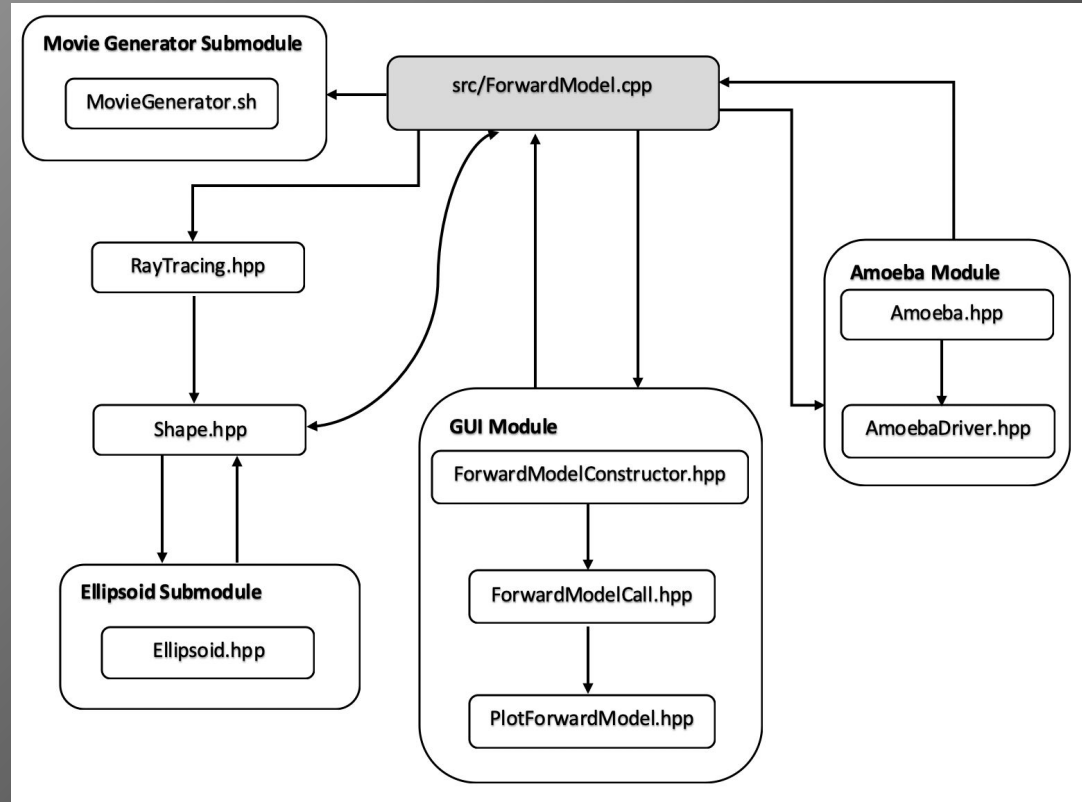 Movie Generator Submodule
MovieGenerator.sh
src/ForwardModel.cpp
RayTracing.hpp
Shape.hpp
Ellipsoid Submodule
Ellipsoid.hpp
GUI Module
ForwardModelConstructor.hpp
ForwardModelCall.hpp
PlotForwardModel.hpp
Amoeba Module
Amoeba.hpp
AmoebaDriver.hpp